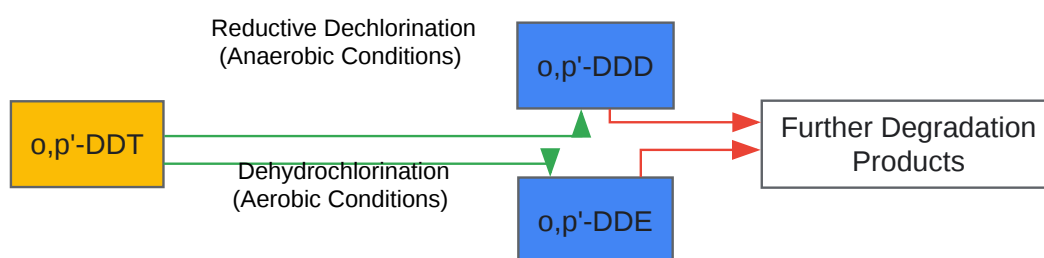 Reductive Dechlorination
(Anaerobic Conditions)
o,p'-DDD
o,p'-DDT
Further Degradation
Products
Dehydrochlorination
(Aerobic Conditions)
o,p'-DDE